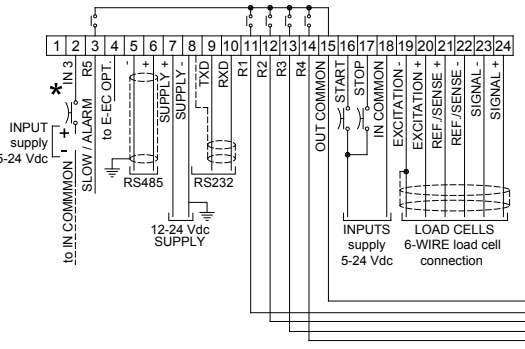 1 2 3 4 5 6 7 8 9 10 11 12 13 14 15 16 17 18 19 20 21 22 23 24
* IN 3
R5
SLOW / ALARM
to E-EC OPT.
-
+
SUPPLY +
SUPPLY -
TXD
RXD
R1
R2
R3
R4
OUT COMMON
START
STOP
IN COMMON
EXCITATION -
EXCITATION +
REF./SENSE +
REF./SENSE -
SIGNAL -
SIGNAL +
INPUT +
supply
5-24 Vdc -
to IN COMMMON
RS485
RS232
12-24 Vdc
SUPPLY
INPUTS
supply
5-24 Vdc
LOAD CELLS
6-WIRE load cell
connection